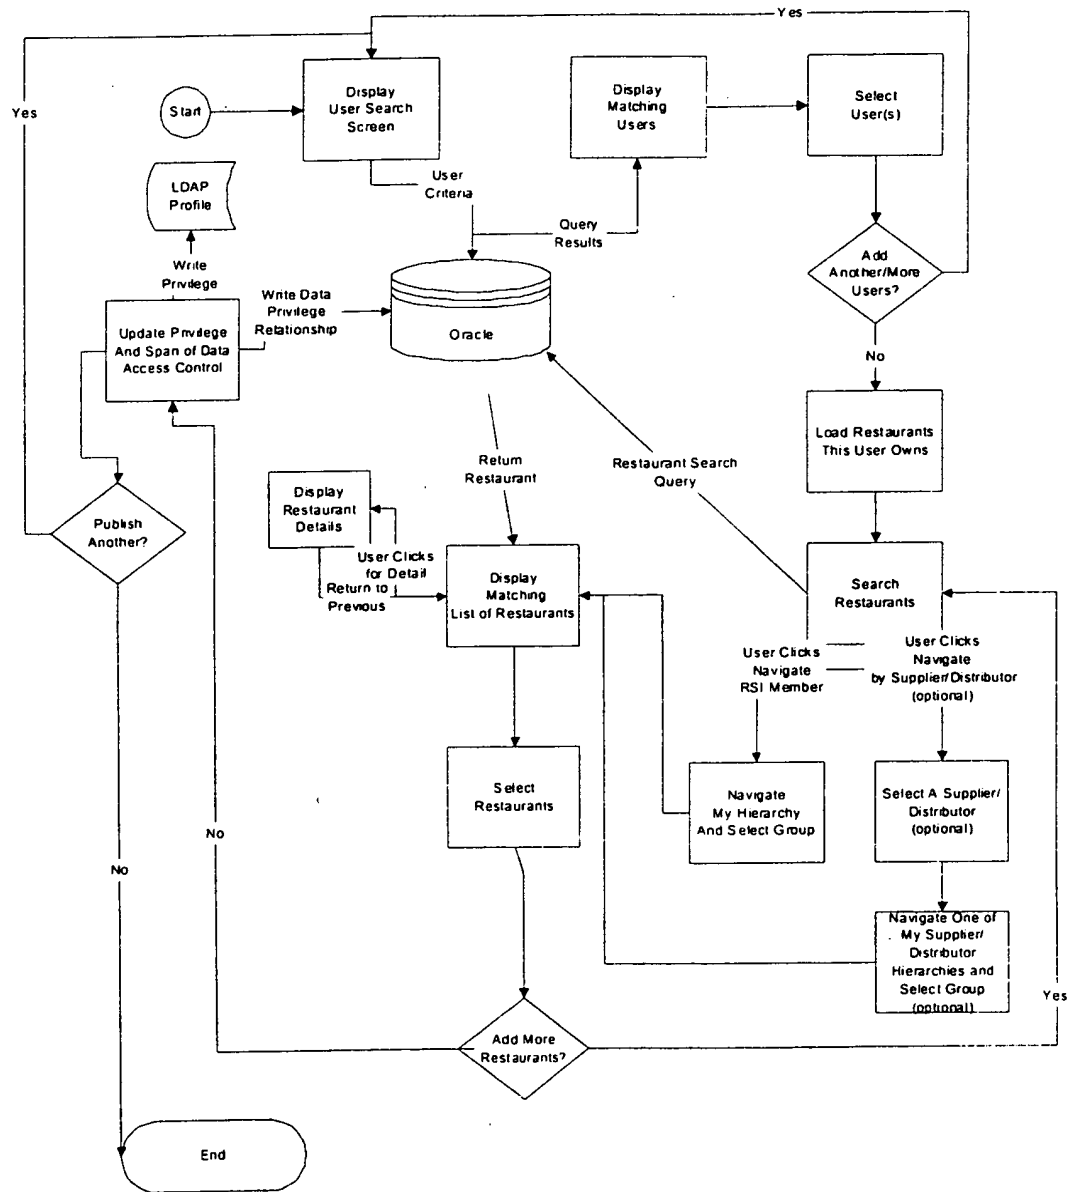 Yes
Yes
Start
Display
User Search
Screen
Display
Matching
Users
Select
User(s)
LDAP
Profile
User
Criteria
Query
Results
Add
Another/More
Users?
Write
Privilege
Write Data
Privilege
Relationship
Oracle
Update Privilege
And Span of Data
Access Control
No
Load Restaurants
This User Owns
Return
Restaurant
Restaurant Search
Query
Display
Restaurant
Details
Publish
Another?
User Clicks
for Detail
Return to
Previous
Display
Matching
List of Restaurants
Search
Restaurants
User Clicks
Navigate
RSI Member
User Clicks
Navigate
by Supplier/Distributor
(optional)
Select
Restaurants
Navigate
My Hierarchy
And Select Group
Select A Supplier/
Distributor
(optional)
No
No
Navigate One of
My Supplier/
Distributor
Hierarchies and
Select Group
(optional)
Yes
Add More
Restaurants?
End